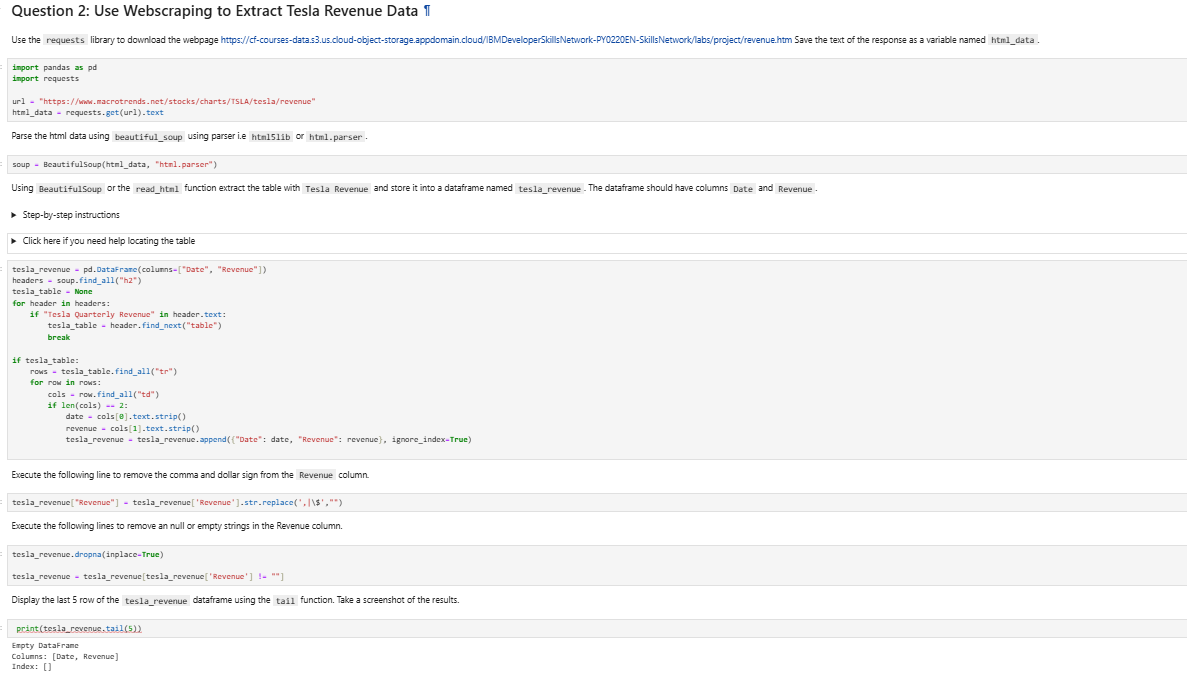 Question 2: Use Webscraping to Extract Tesla Revenue Data ¶
Use the requests library to download the webpage https://cf-courses-data.s3.us.cloud-object-storage.appdomain.cloud/IBMDeveloperSkillsNetwork-PY0220EN-SkillsNetwork/labs/project/revenue.htm Save the text of the response as a variable named html_data .
import pandas as pd
import requests
url = "https://www.macrotrends.net/stocks/charts/TSLA/tesla/revenue"
html_data = requests.get(url).text
Parse the html data using beautiful_soup using parser i.e html5lib or html.parser .
soup = BeautifulSoup(html_data, "html.parser")
Using BeautifulSoup or the read_html function extract the table with Tesla Revenue and store it into a dataframe named tesla_revenue . The dataframe should have columns Date and Revenue .
▶ Step-by-step instructions
▶ Click here if you need help locating the table
tesla_revenue = pd.DataFrame(columns=["Date", "Revenue"])
headers = soup.find_all("h2")
tesla_table = None
for header in headers:
    if "Tesla Quarterly Revenue" in header.text:
        tesla_table = header.find_next("table")
        break
if tesla_table:
    rows = tesla_table.find_all("tr")
    for row in rows:
        cols = row.find_all("td")
        if len(cols) == 2:
            date = cols[0].text.strip()
            revenue = cols[1].text.strip()
            tesla_revenue = tesla_revenue.append({"Date": date, "Revenue": revenue}, ignore_index=True)
Execute the following line to remove the comma and dollar sign from the Revenue column.
tesla_revenue["Revenue"] = tesla_revenue['Revenue'].str.replace(',|\$',"")
Execute the following lines to remove an null or empty strings in the Revenue column.
tesla_revenue.dropna(inplace=True)
tesla_revenue = tesla_revenue[tesla_revenue['Revenue'] != ""]
Display the last 5 row of the tesla_revenue dataframe using the tail function. Take a screenshot of the results.
print(tesla_revenue.tail(5))
Empty DataFrame
Columns: [Date, Revenue]
Index: []